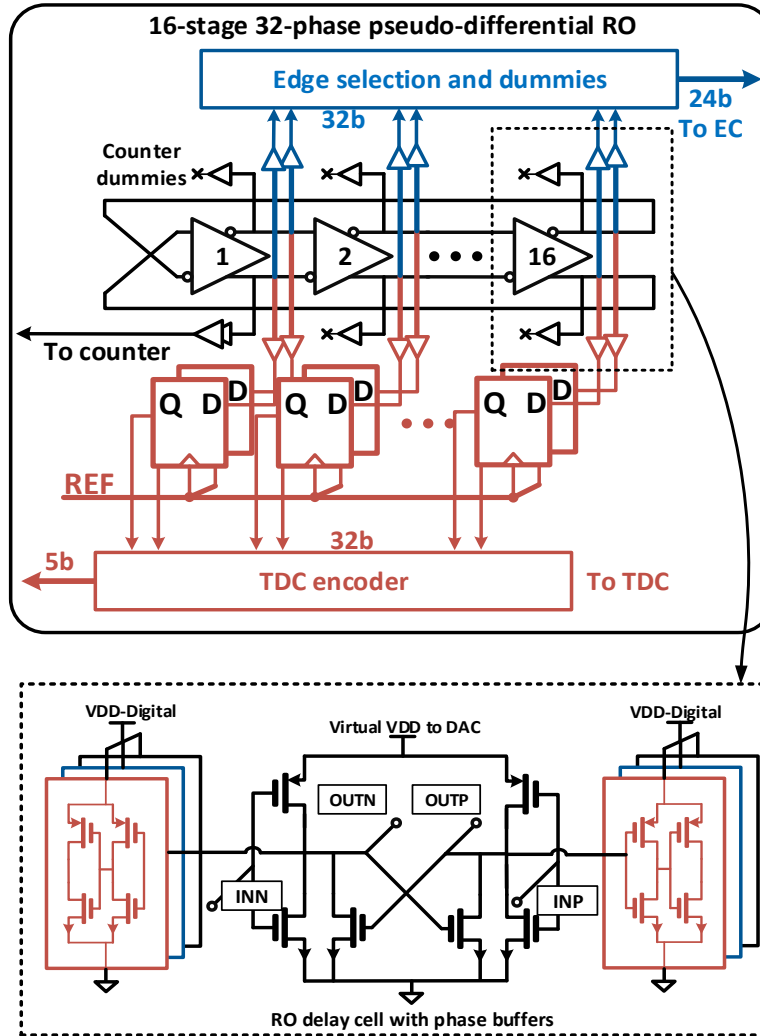 16-stage 32-phase pseudo-differential RO
Edge selection and dummies
32b
24b
To EC
Counter
dummies
1
2
16
To counter
D
D
D
Q D
Q D
Q D
REF
32b
5b
TDC encoder
To TDC
VDD-Digital
Virtual VDD to DAC
VDD-Digital
OUTN
OUTP
INN
INP
RO delay cell with phase buffers